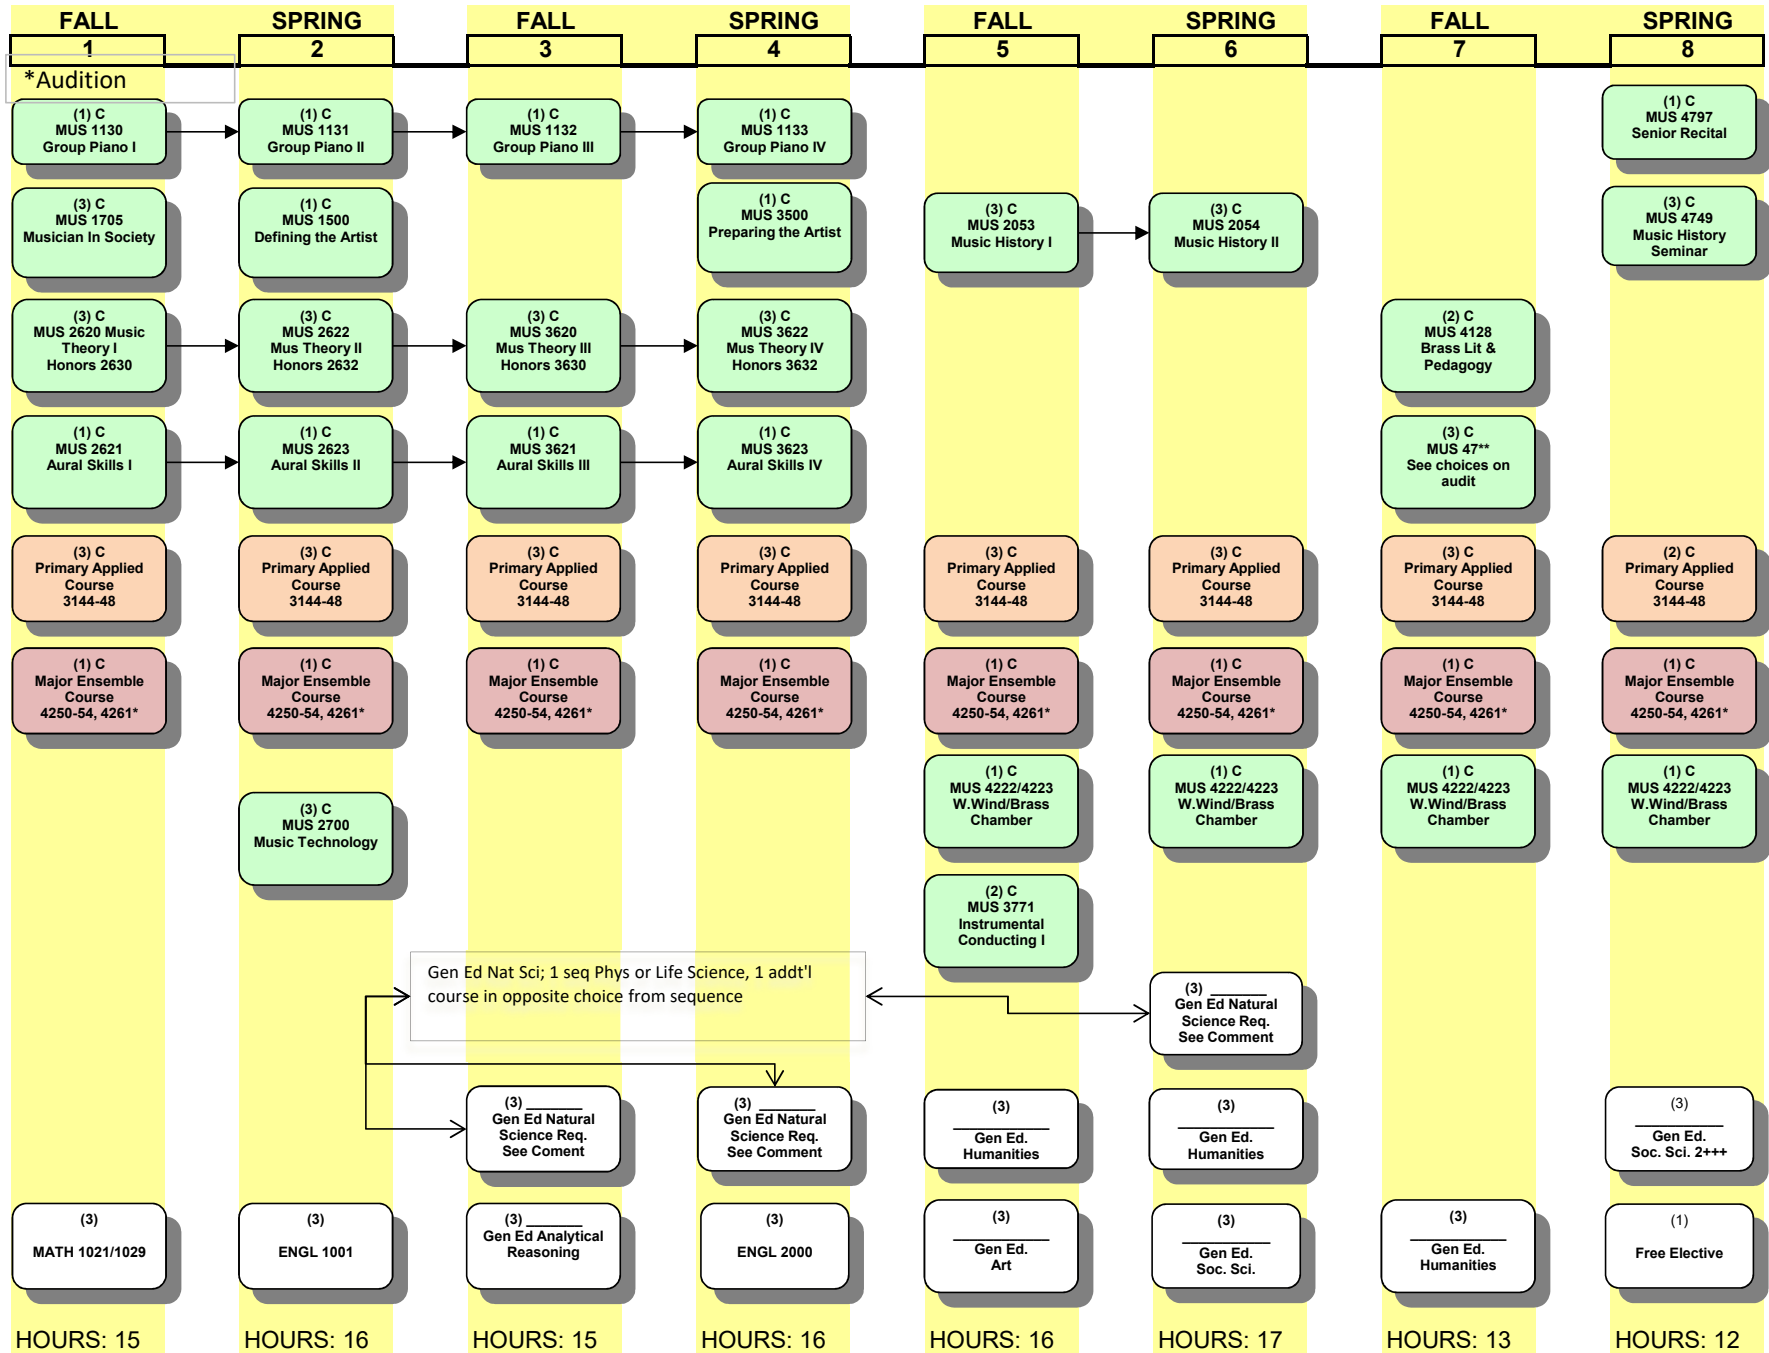 FALL
SPRING
FALL
SPRING
FALL
SPRING
FALL
SPRING
1
2
3
4
5
6
7
8
*Audition
(1) C
MUS 1130
Group Piano I
(1) C
MUS 1131
Group Piano II
(1) C
MUS 1132
Group Piano III
(1) C
MUS 1133
Group Piano IV
(1) C
MUS 4797
Senior Recital
(3) C
MUS 1705
Musician In Society
(1) C
MUS 1500
Defining the Artist
(1) C
MUS 3500
Preparing the Artist
(3) C
MUS 2053
Music History I
(3) C
MUS 2054
Music History II
(3) C
MUS 4749
Music History
Seminar
(3) C
MUS 2620 Music
Theory I
Honors 2630
(3) C
MUS 2622
Mus Theory II
Honors 2632
(3) C
MUS 3620
Mus Theory III
Honors 3630
(3) C
MUS 3622
Mus Theory IV
Honors 3632
(2) C
MUS 4128
Brass Lit &
Pedagogy
(1) C
MUS 2621
Aural Skills I
(1) C
MUS 2623
Aural Skills II
(1) C
MUS 3621
Aural Skills III
(1) C
MUS 3623
Aural Skills IV
(3) C
MUS 47**
See choices on
audit
(3) C
Primary Applied
Course
3144-48
(3) C
Primary Applied
Course
3144-48
(3) C
Primary Applied
Course
3144-48
(3) C
Primary Applied
Course
3144-48
(3) C
Primary Applied
Course
3144-48
(3) C
Primary Applied
Course
3144-48
(3) C
Primary Applied
Course
3144-48
(2) C
Primary Applied
Course
3144-48
(1) C
Major Ensemble
Course
4250-54, 4261*
(1) C
Major Ensemble
Course
4250-54, 4261*
(1) C
Major Ensemble
Course
4250-54, 4261*
(1) C
Major Ensemble
Course
4250-54, 4261*
(1) C
Major Ensemble
Course
4250-54, 4261*
(1) C
Major Ensemble
Course
4250-54, 4261*
(1) C
Major Ensemble
Course
4250-54, 4261*
(1) C
Major Ensemble
Course
4250-54, 4261*
(3) C
MUS 2700
Music Technology
(1) C
MUS 4222/4223
W.Wind/Brass
Chamber
(1) C
MUS 4222/4223
W.Wind/Brass
Chamber
(1) C
MUS 4222/4223
W.Wind/Brass
Chamber
(1) C
MUS 4222/4223
W.Wind/Brass
Chamber
(2) C
MUS 3771
Instrumental
Conducting I
Gen Ed Nat Sci; 1 seq Phys or Life Science, 1 addt'l
course in opposite choice from sequence
(3) _______
Gen Ed Natural
Science Req.
See Comment
(3) _______
Gen Ed Natural
Science Req.
See Coment
(3) _______
Gen Ed Natural
Science Req.
See Comment
(3)
____________
Gen Ed.
Humanities
(3)
____________
Gen Ed.
Humanities
(3)
___________
Gen Ed.
Soc. Sci. 2+++
(3)
MATH 1021/1029
(3)
ENGL 1001
(3) _______
Gen Ed Analytical
Reasoning
(3)
ENGL 2000
(3)
____________
Gen Ed.
Art
(3)
___________
Gen Ed.
Soc. Sci.
(3)
____________
Gen Ed.
Humanities
(1)
Free Elective
HOURS: 15
HOURS: 16
HOURS: 15
HOURS: 16
HOURS: 16
HOURS: 17
HOURS: 13
HOURS: 12